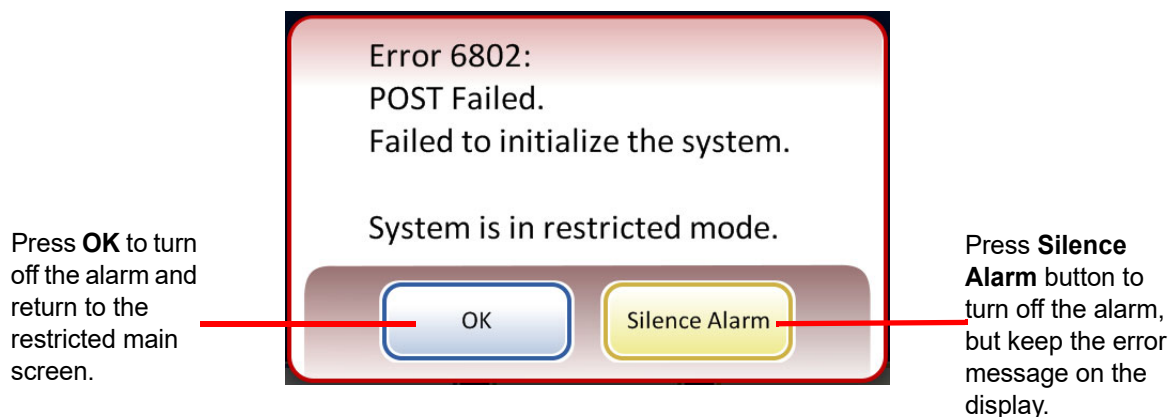 Error 6802:
POST Failed.
Failed to initialize the system.
System is in restricted mode.
Press OK to turn
off the alarm and
return to the
restricted main
screen.
OK
Silence Alarm
Press Silence
Alarm button to
turn off the alarm,
but keep the error
message on the
display.